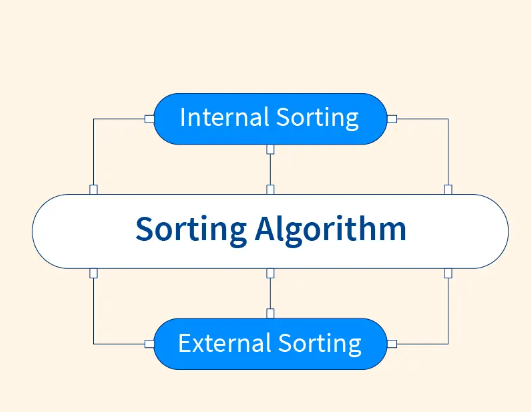 Internal Sorting
Sorting Algorithm
External Sorting